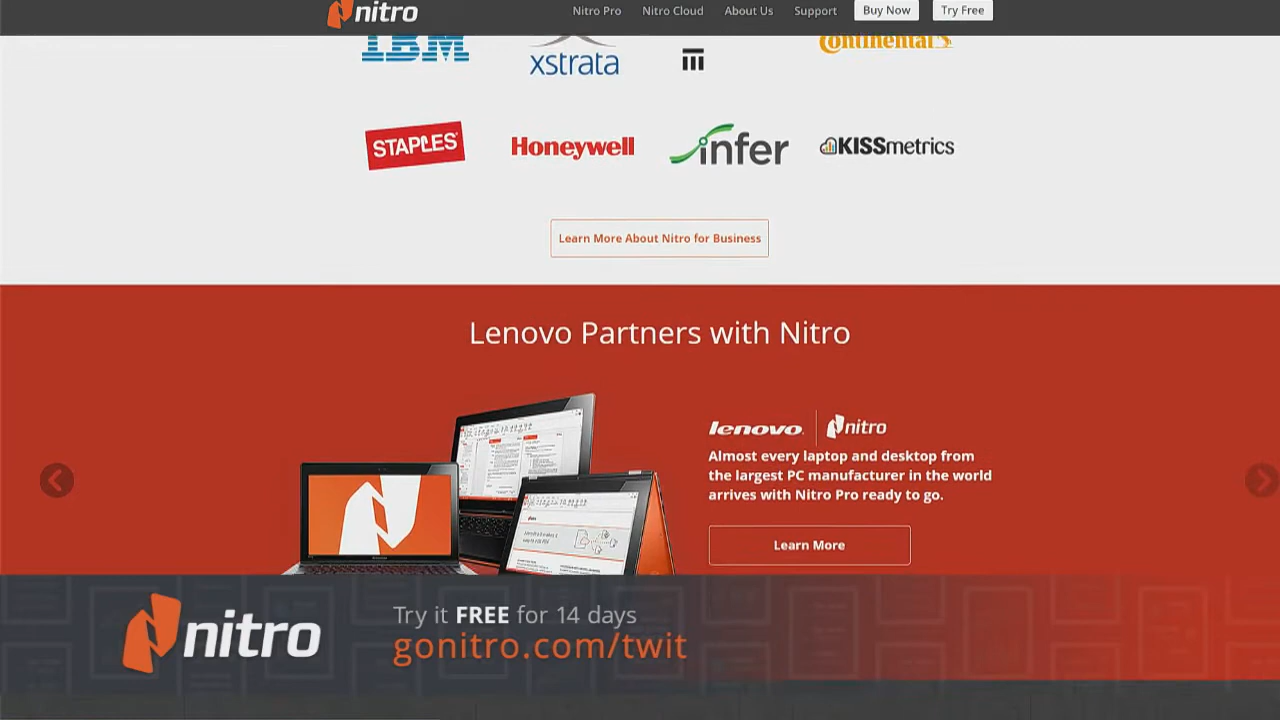 nitro
Nitro Pro
Nitro Cloud
About Us
Support
Buy Now
Try Free
IBM
xstrata
Continental
STAPLES
Honeywell
infer
KISSmetrics
Learn More About Nitro for Business
Lenovo Partners with Nitro
lenovo
nitro
Almost every laptop and desktop from
the largest PC manufacturer in the world
arrives with Nitro Pro ready to go.
Learn More
nitro
Try it FREE for 14 days
gonitro.com/twit